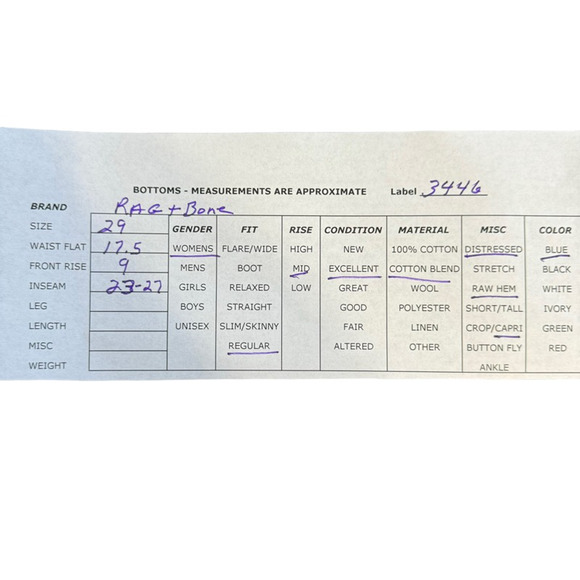 BOTTOMS - MEASUREMENTS ARE APPROXIMATE Label 3446
BRAND RAG + Bone
SIZE 29 GENDER FIT RISE CONDITION MATERIAL MISC COLOR
WAIST FLAT 17.5 WOMENS FLARE/WIDE HIGH NEW 100% COTTON DISTRESSED BLUE
FRONT RISE 9 MENS BOOT MID EXCELLENT COTTON BLEND STRETCH BLACK
INSEAM 23-27 GIRLS RELAXED LOW GREAT WOOL RAW HEM WHITE
LEG BOYS STRAIGHT GOOD POLYESTER SHORT/TALL IVORY
LENGTH UNISEX SLIM/SKINNY FAIR LINEN CROP/CAPRI GREEN
MISC REGULAR ALTERED OTHER BUTTON FLY RED
WEIGHT ANKLE